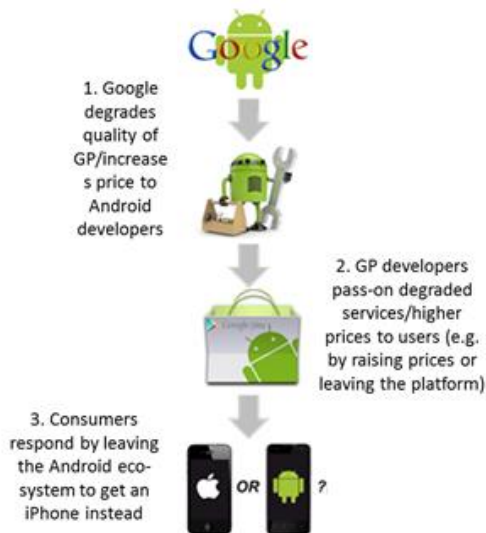 Google
1. Google
degrades
quality of
GP/increase
s price to
Android
developers
2. GP developers
pass-on degraded
services/higher
prices to users (e.g.
by raising prices or
leaving the platform)
Google play
3. Consumers
respond by leaving
the Android eco-
system to get an
iPhone instead
OR ?